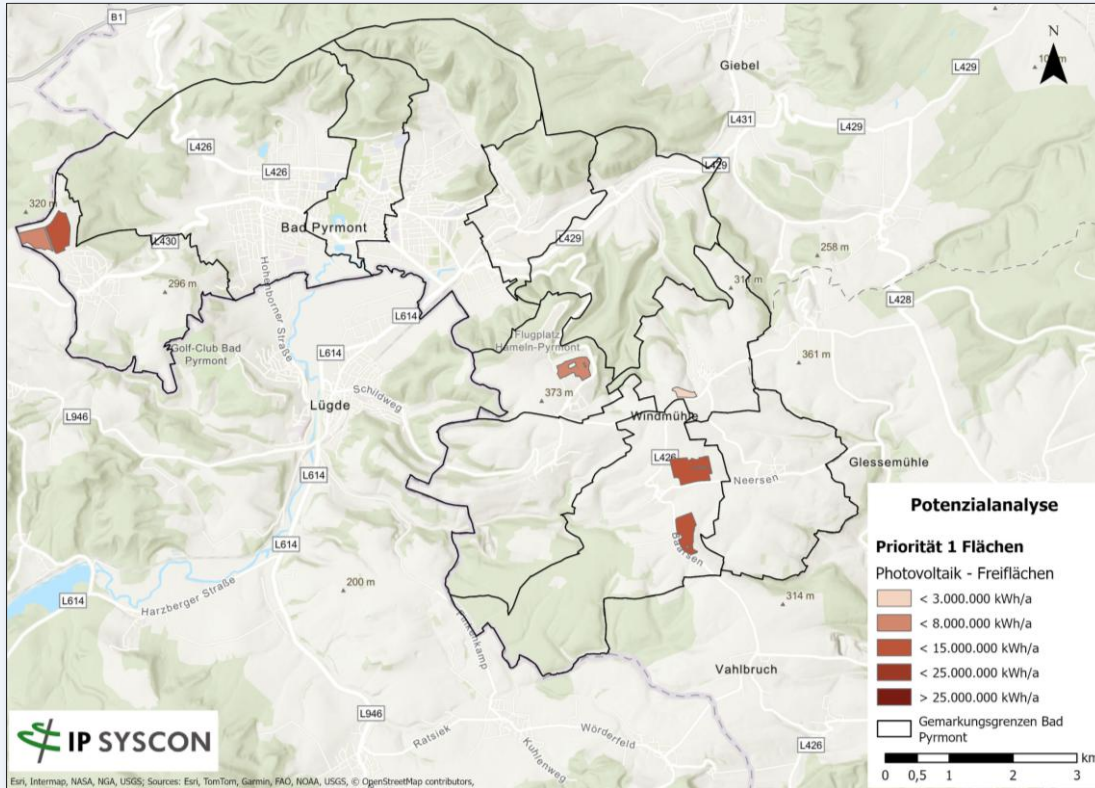 B1
N
Giebel
L429
L431
L429
L426
L426
L429
320 m
Bad Pyrmont
L430
L429
258 m
296 m
Hohenborner Straße
L428
L614
Flugplatz
Hameln-Pyrmont
Golf-Club Bad
Pyrmont
L614
361 m
Schildweg
373 m
L946
Lügde
Windmühle
L426
Glessemühle
L614
Neersen
L614
Baarsen
200 m
L614
Harzberger Straße
314 m
Vahlbruch
L946
Ratsiek
Wörderfeld
Kuhlenweg
L426
Potenzialanalyse
Priorität 1 Flächen
Photovoltaik - Freiflächen
< 3.000.000 kWh/a
< 8.000.000 kWh/a
< 15.000.000 kWh/a
< 25.000.000 kWh/a
> 25.000.000 kWh/a
Gemarkungsgrenzen Bad
Pyrmont
0 0,5 1 2 3 km
IP SYSCON
Esri, Intermap, NASA, NGA, USGS; Sources: Esri, TomTom, Garmin, FAO, NOAA, USGS, © OpenStreetMap contributors,